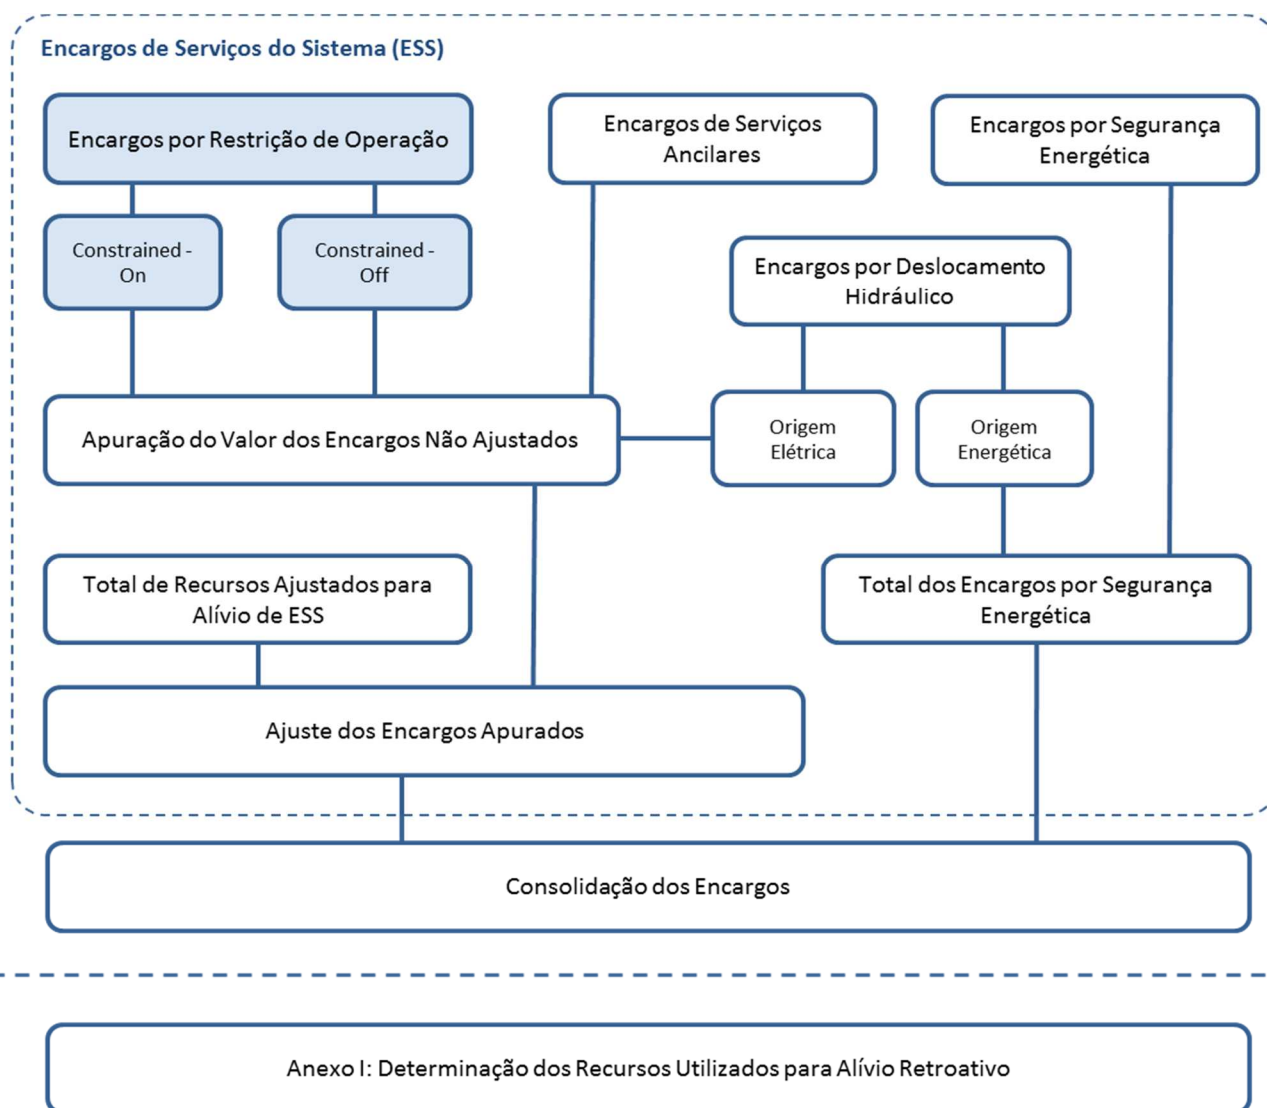 Encargos de Serviços do Sistema (ESS)
Encargos por Restrição de Operação
Encargos de Serviços
Ancilares
Encargos por Segurança
Energética
Constrained -
On
Constrained -
Off
Encargos por Deslocamento
Hidráulico
Apuração do Valor dos Encargos Não Ajustados
Origem
Elétrica
Origem
Energética
Total de Recursos Ajustados para
Alívio de ESS
Total dos Encargos por Segurança
Energética
Ajuste dos Encargos Apurados
Consolidação dos Encargos
Anexo I: Determinação dos Recursos Utilizados para Alívio Retroativo